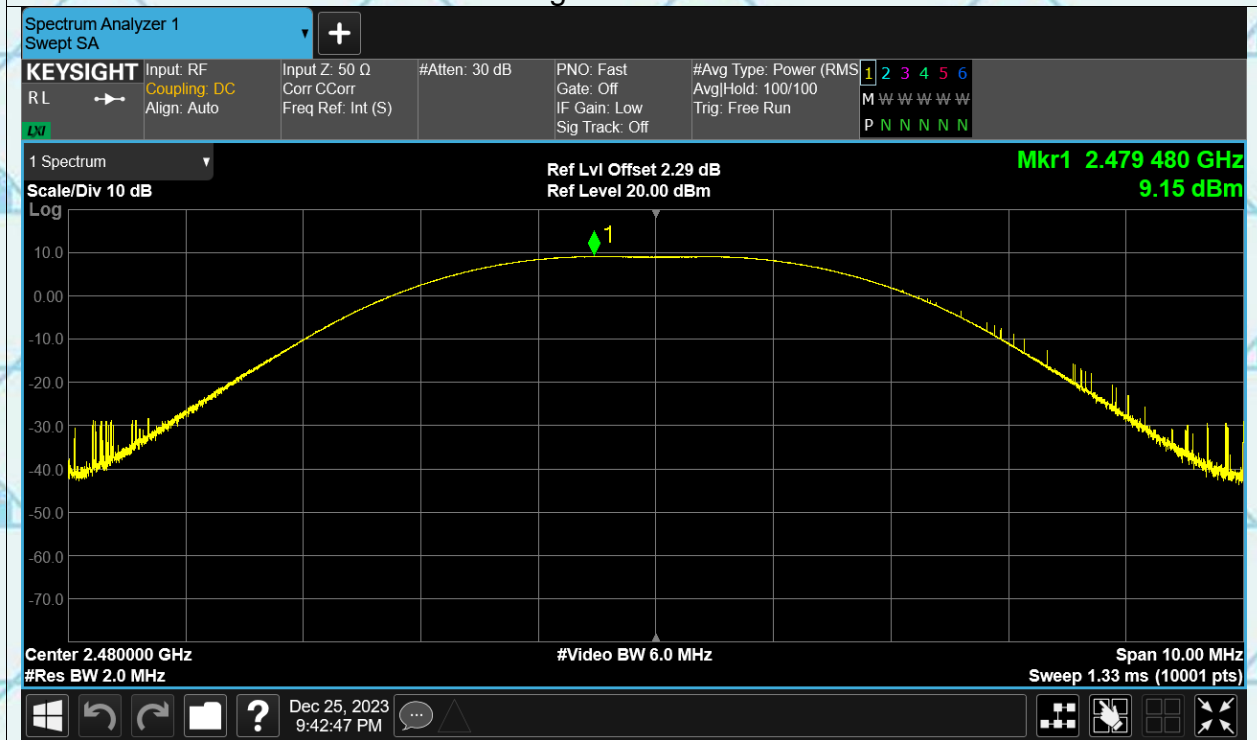 Spectrum Analyzer 1
Swept SA
+
KEYSIGHT
RL
LXI
Input: RF
Coupling: DC
Align: Auto
Input Z: 50 Ω
Corr CCorr
Freq Ref: Int (S)
#Atten: 30 dB
PNO: Fast
Gate: Off
IF Gain: Low
Sig Track: Off
#Avg Type: Power (RMS
Avg|Hold: 100/100
Trig: Free Run
1 2 3 4 5 6
M W W W W W
P N N N N N
1 Spectrum
Scale/Div 10 dB
Ref Lvl Offset 2.29 dB
Ref Level 20.00 dBm
Mkr1 2.479 480 GHz
9.15 dBm
Log
1
10.0
0.00
-10.0
-20.0
-30.0
-40.0
-50.0
-60.0
-70.0
Center 2.480000 GHz
#Res BW 2.0 MHz
#Video BW 6.0 MHz
Span 10.00 MHz
Sweep 1.33 ms (10001 pts)
?
Dec 25, 2023
9:42:47 PM